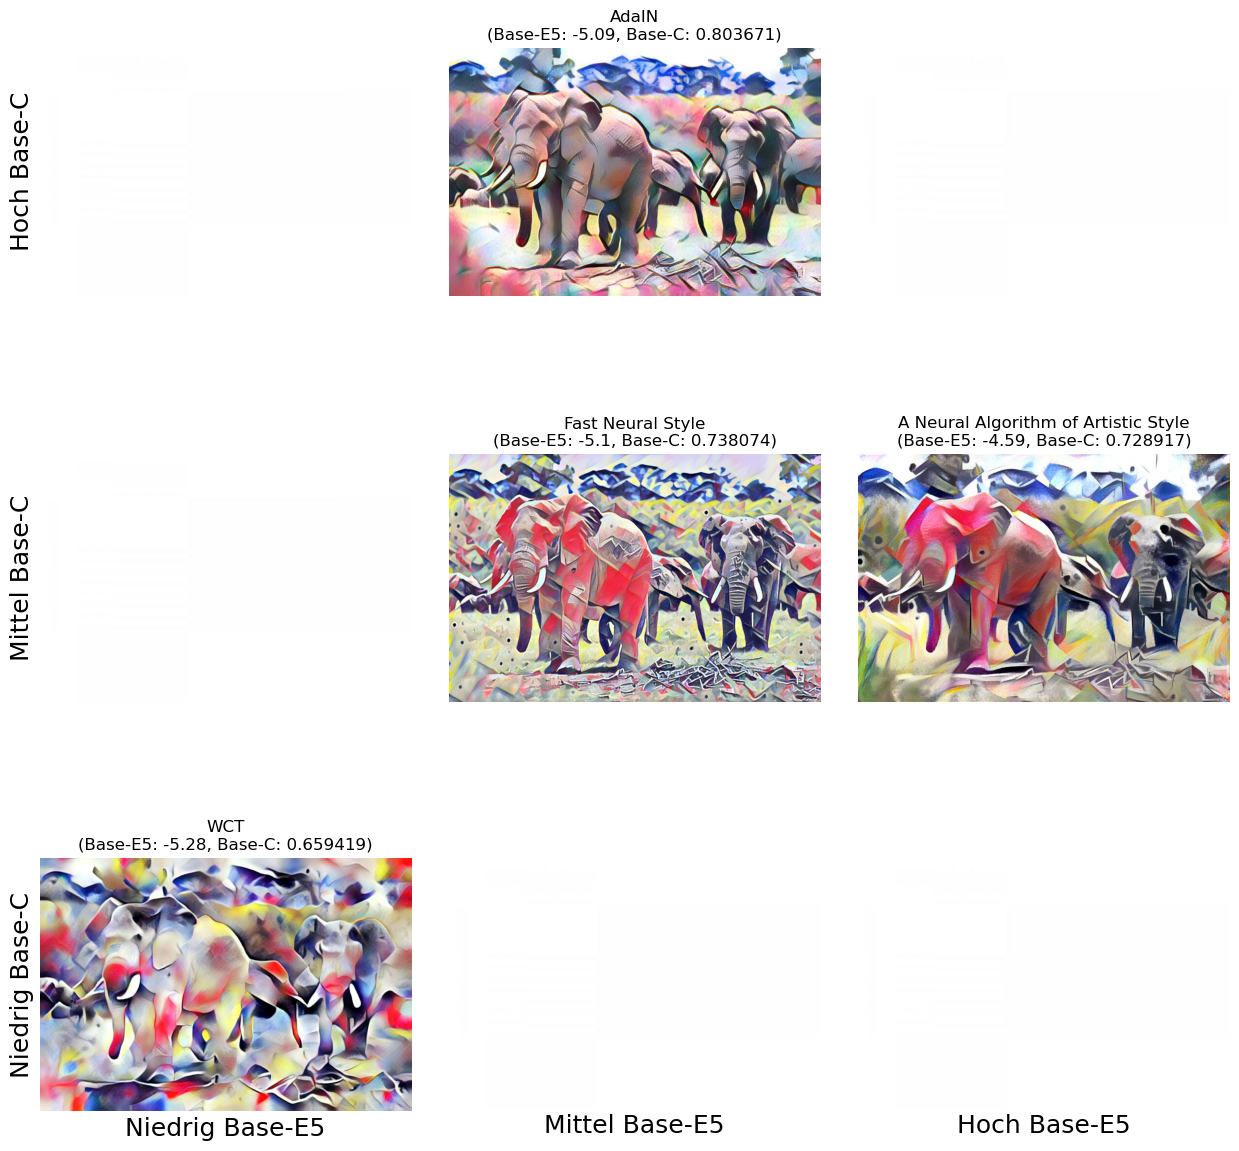 AdaIN
(Base-E5: -5.09, Base-C: 0.803671)
Hoch Base-C
Fast Neural Style
(Base-E5: -5.1, Base-C: 0.738074)
A Neural Algorithm of Artistic Style
(Base-E5: -4.59, Base-C: 0.728917)
Mittel Base-C
WCT
(Base-E5: -5.28, Base-C: 0.659419)
Niedrig Base-C
Niedrig Base-E5
Mittel Base-E5
Hoch Base-E5